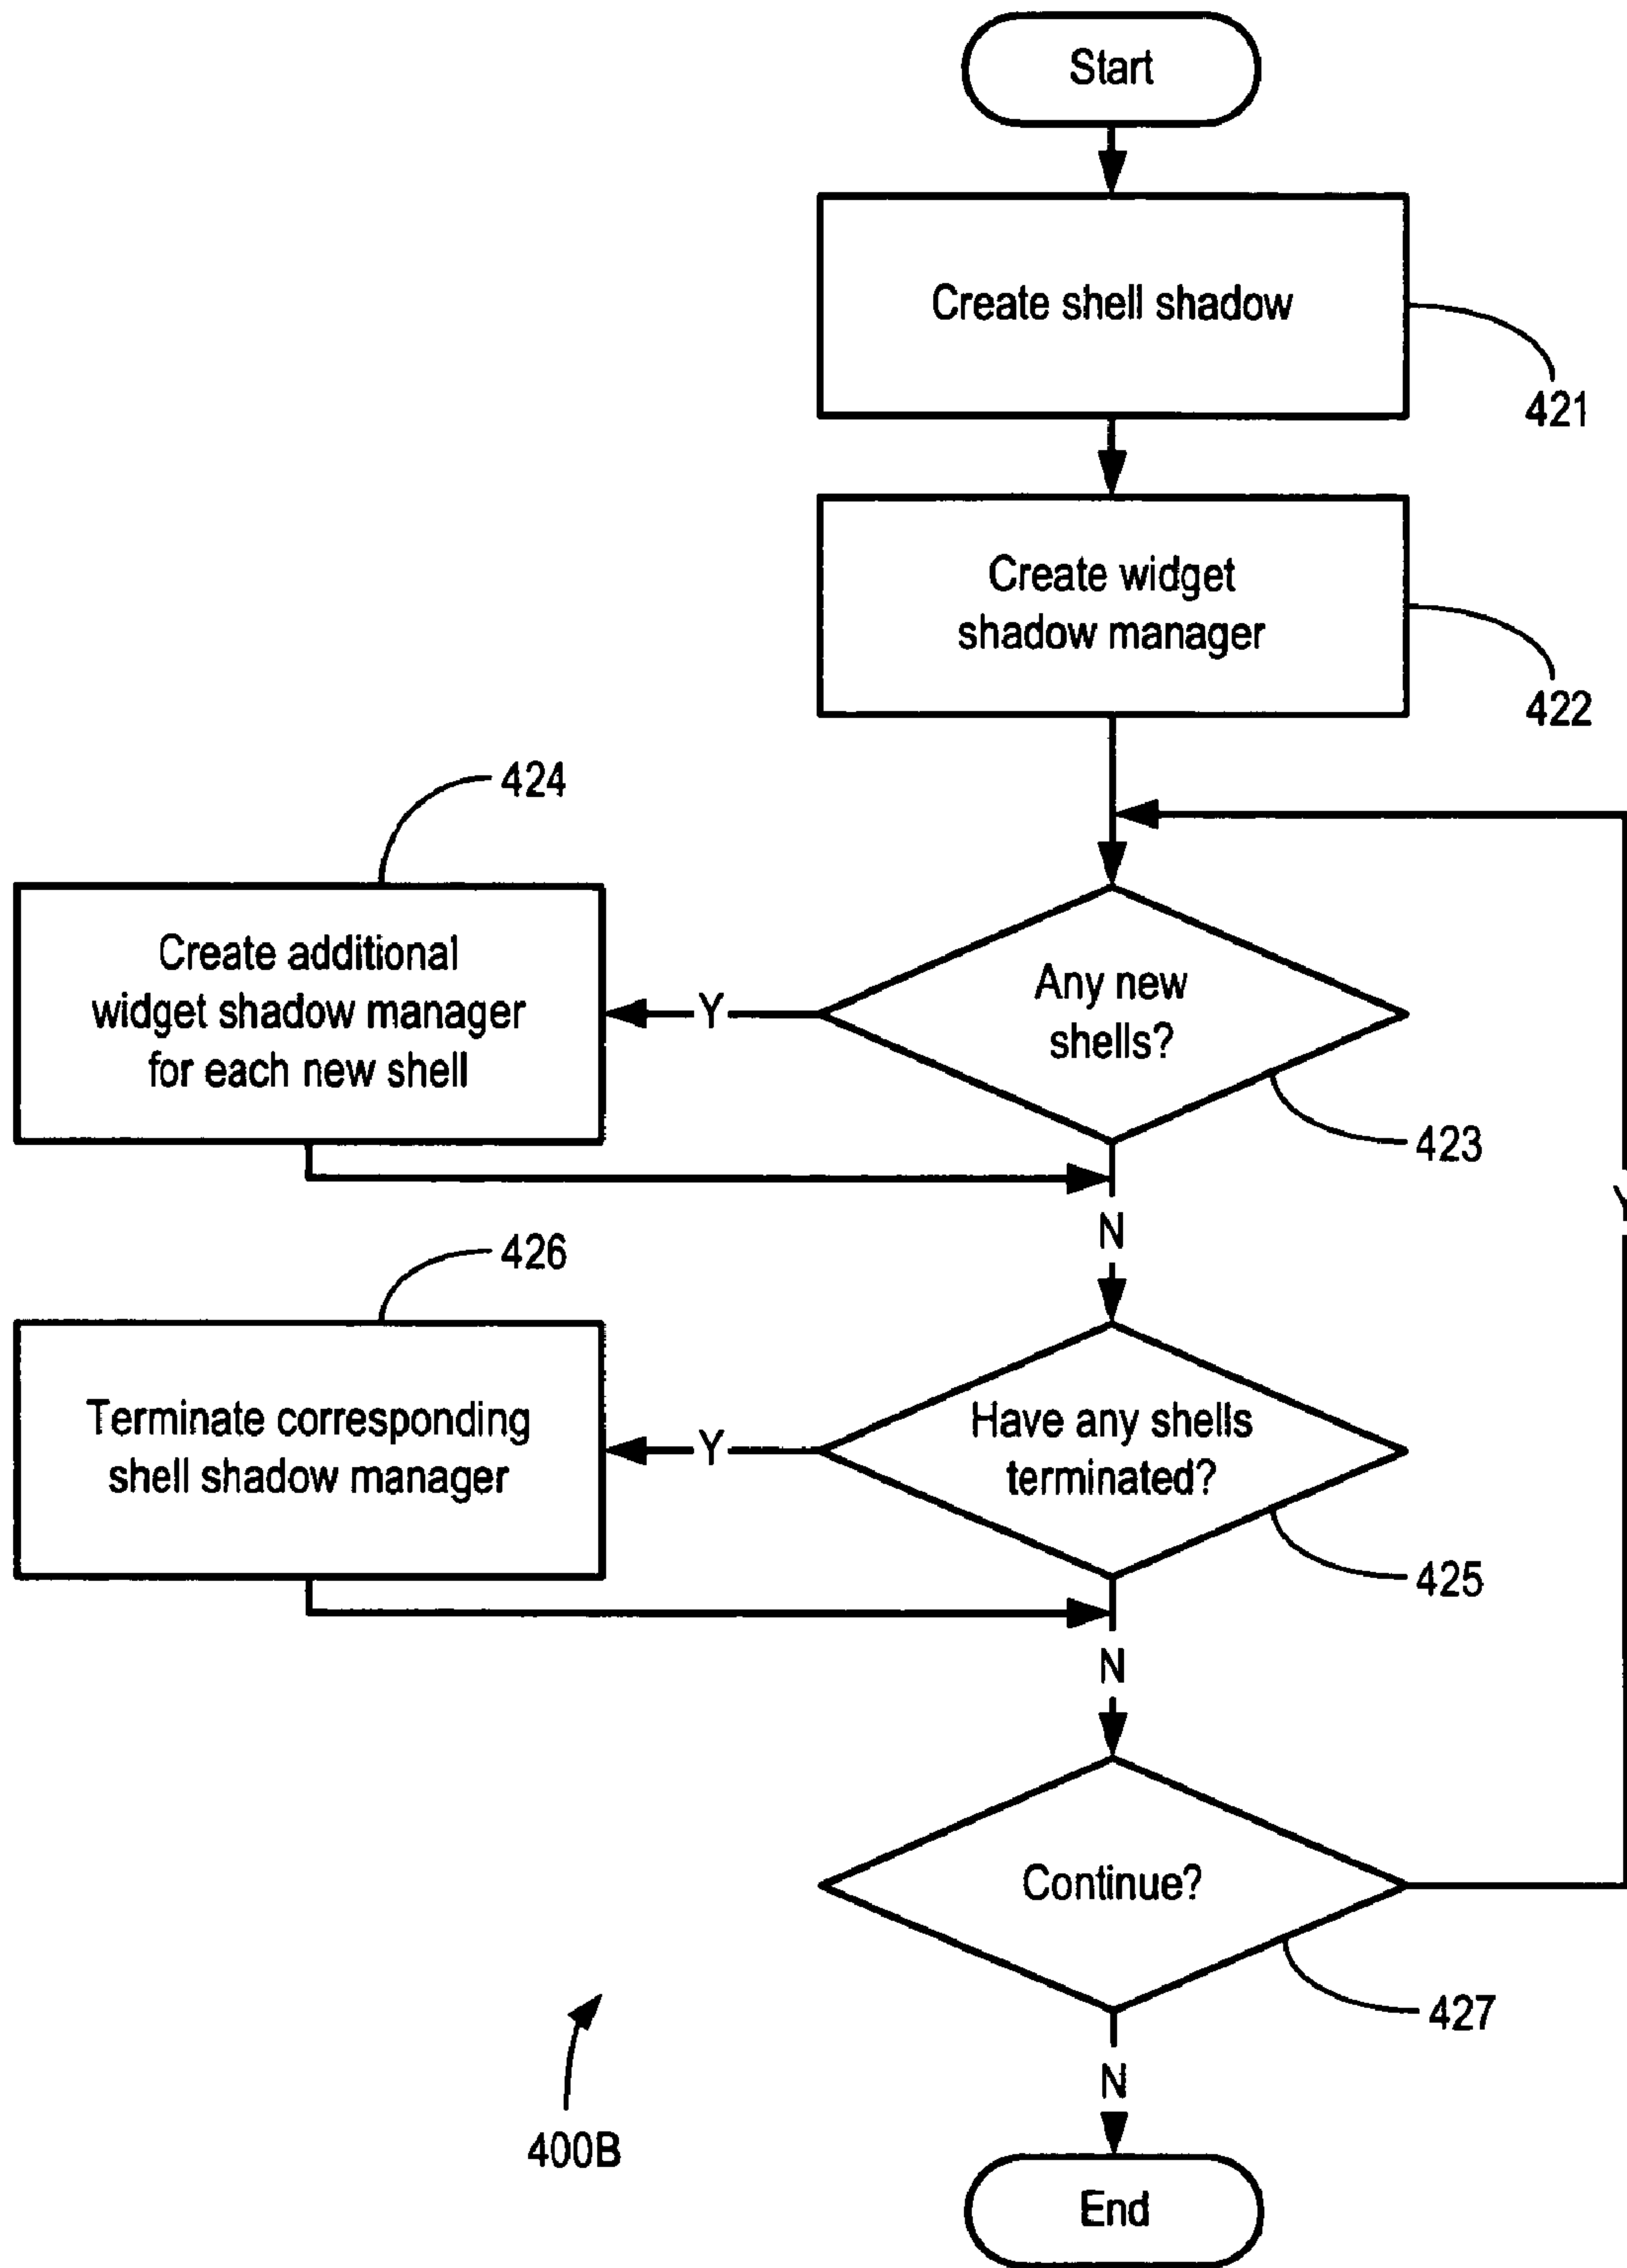 Start
Create shell shadow
421
Create widget
shadow manager
422
424
Create additional
widget shadow manager
for each new shell
Y
Any new
shells?
423
N
Y
426
Terminate corresponding
shell shadow manager
Y
Have any shells
terminated?
425
N
Continue?
427
N
400B
End